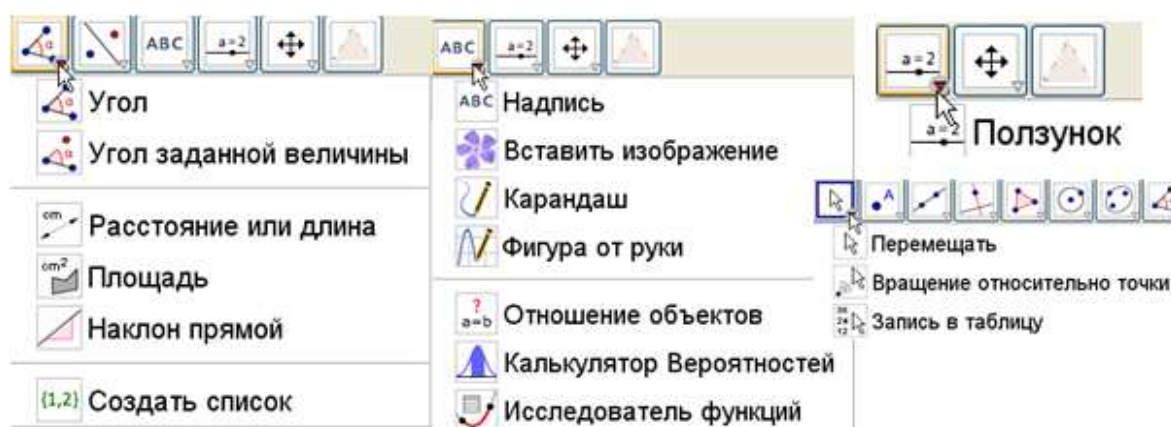 ABC
a=2
Угол
Угол заданной величины
cm
Расстояние или длина
cm²
Площадь
Наклон прямой
{1,2}
Создать список
ABC
a=2
ABC
Надпись
Вставить изображение
Карандаш
Фигура от руки
?
a=b
Отношение объектов
Калькулятор Вероятностей
Исследователь функций
a=2
a=2
Ползунок
A
Перемещать
Вращение относительно точки
Запись в таблицу